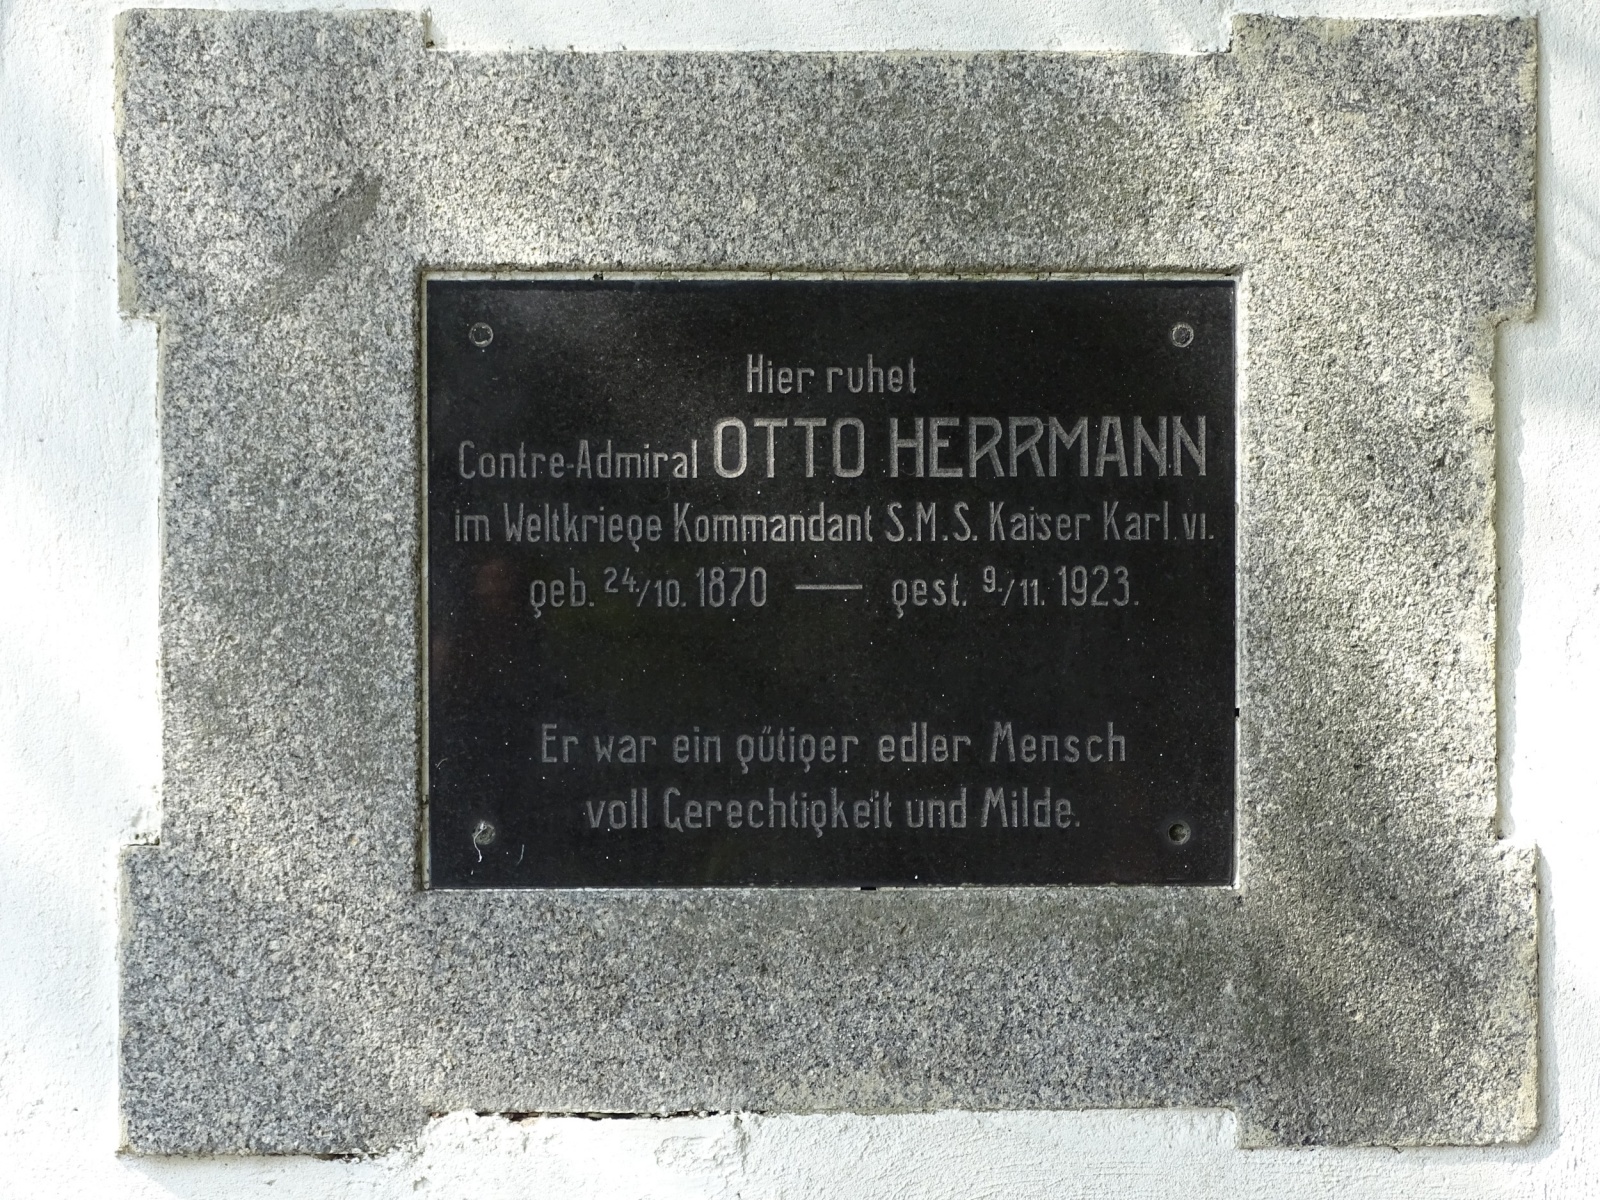 Hier ruhet
Contre-Admiral OTTO HERRMANN
im Weltkriege Kommandant S.M.S. Kaiser Karl VI.
geb. 24./10. 1870 — gest. 9./11. 1923.
Er war ein gütiger edler Mensch
voll Gerechtigkeit und Milde.